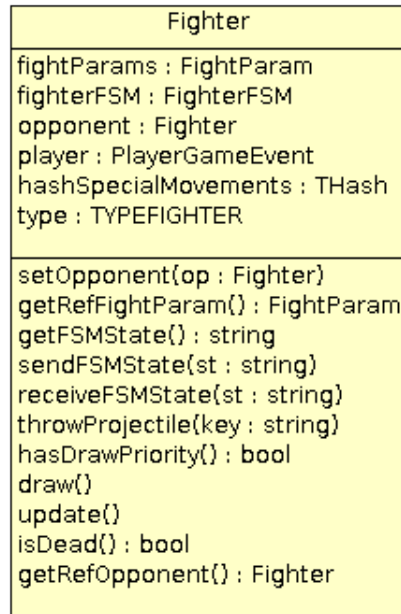 Fighter
fightParams : FightParam
fighterFSM : FighterFSM
opponent : Fighter
player : PlayerGameEvent
hashSpecialMovements : THash
type : TYPEFIGHTER
setOpponent(op : Fighter)
getRefFightParam() : FightParam
getFSMState() : string
sendFSMState(st : string)
receiveFSMState(st : string)
throwProjectile(key : string)
hasDrawPriority() : bool
draw()
update()
isDead() : bool
getRefOpponent() : Fighter